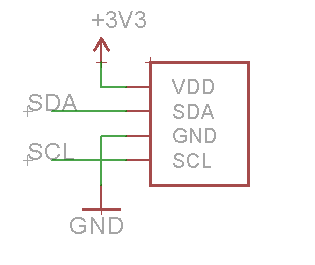 +3V3
VDD
SDA
SDA
GND
SCL
SCL
GND